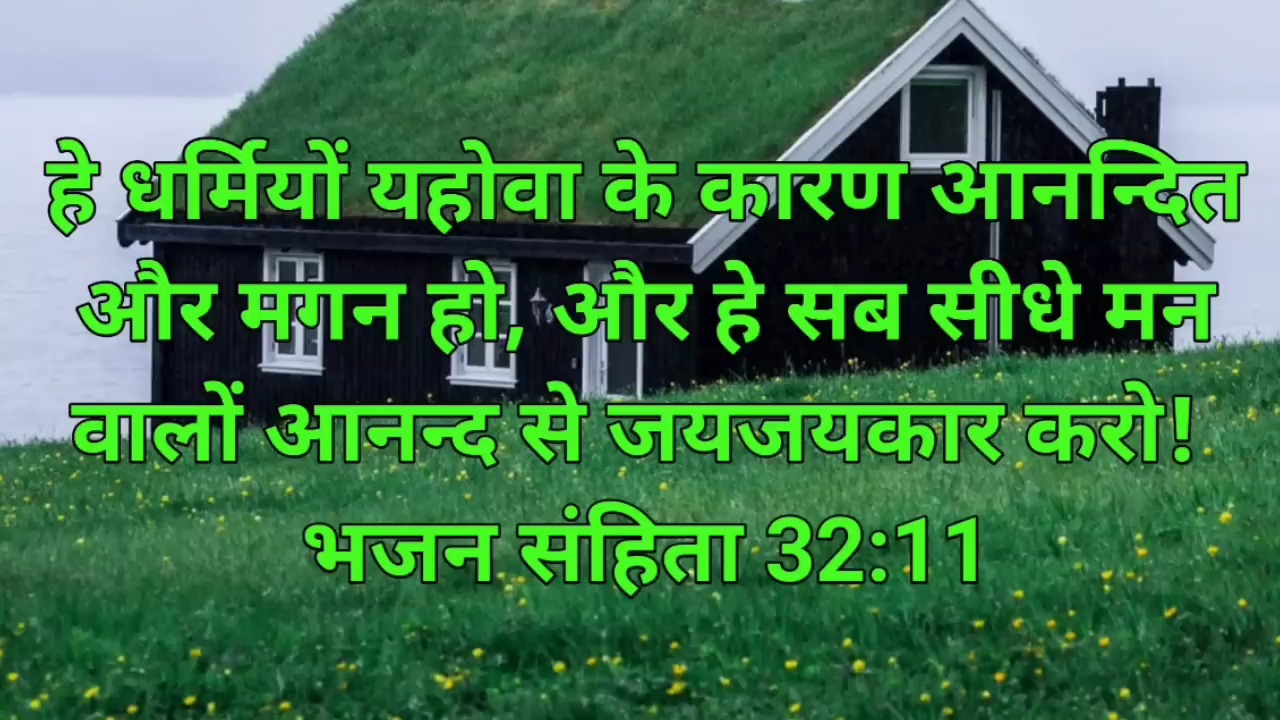 हे धर्मियों यहोवा के कारण आनन्दित
और मगन हो, और हे सब सीधे मन
वालों आनन्द से जयजयकार करो!
भजन संहिता 32:11